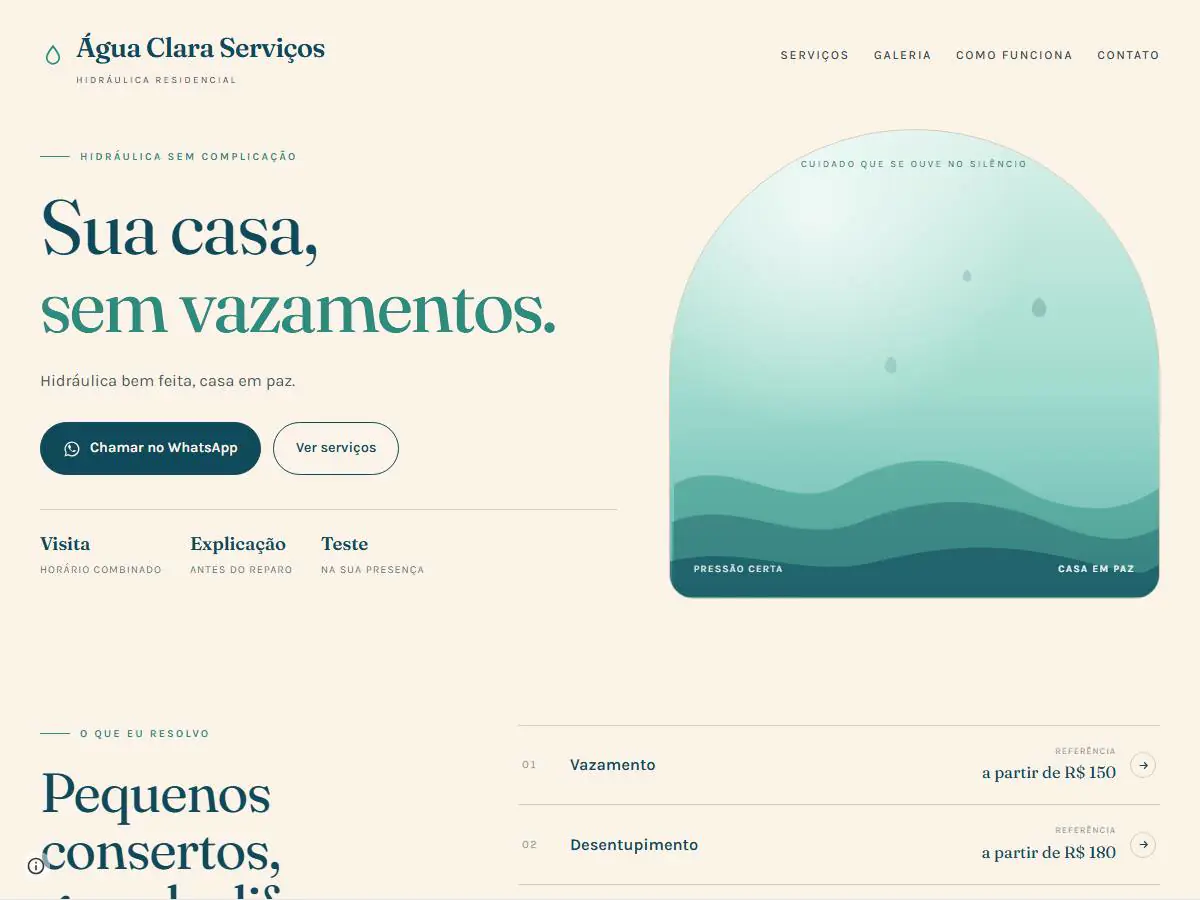 Água Clara Serviços
HIDRÁULICA RESIDENCIAL
SERVIÇOS
GALERIA
COMO FUNCIONA
CONTATO
HIDRÁULICA SEM COMPLICAÇÃO
Sua casa,
sem vazamentos.
Hidráulica bem feita, casa em paz.
Chamar no WhatsApp
Ver serviços
Visita
HORÁRIO COMBINADO
Explicação
ANTES DO REPARO
Teste
NA SUA PRESENÇA
CUIDADO QUE SE OUVE NO SILÊNCIO
PRESSÃO CERTA
CASA EM PAZ
O QUE EU RESOLVO
Pequenos
consertos,
01
Vazamento
REFERÊNCIA
a partir de R$ 150
02
Desentupimento
REFERÊNCIA
a partir de R$ 180